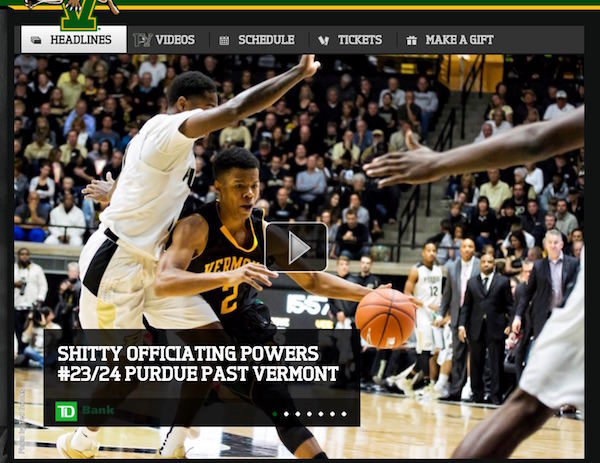 V
HEADLINES
VIDEOS
SCHEDULE
TICKETS
MAKE A GIFT
VERMONT
2
12
SHITTY OFFICIATING POWERS
#23/24 PURDUE PAST VERMONT
TD Bank